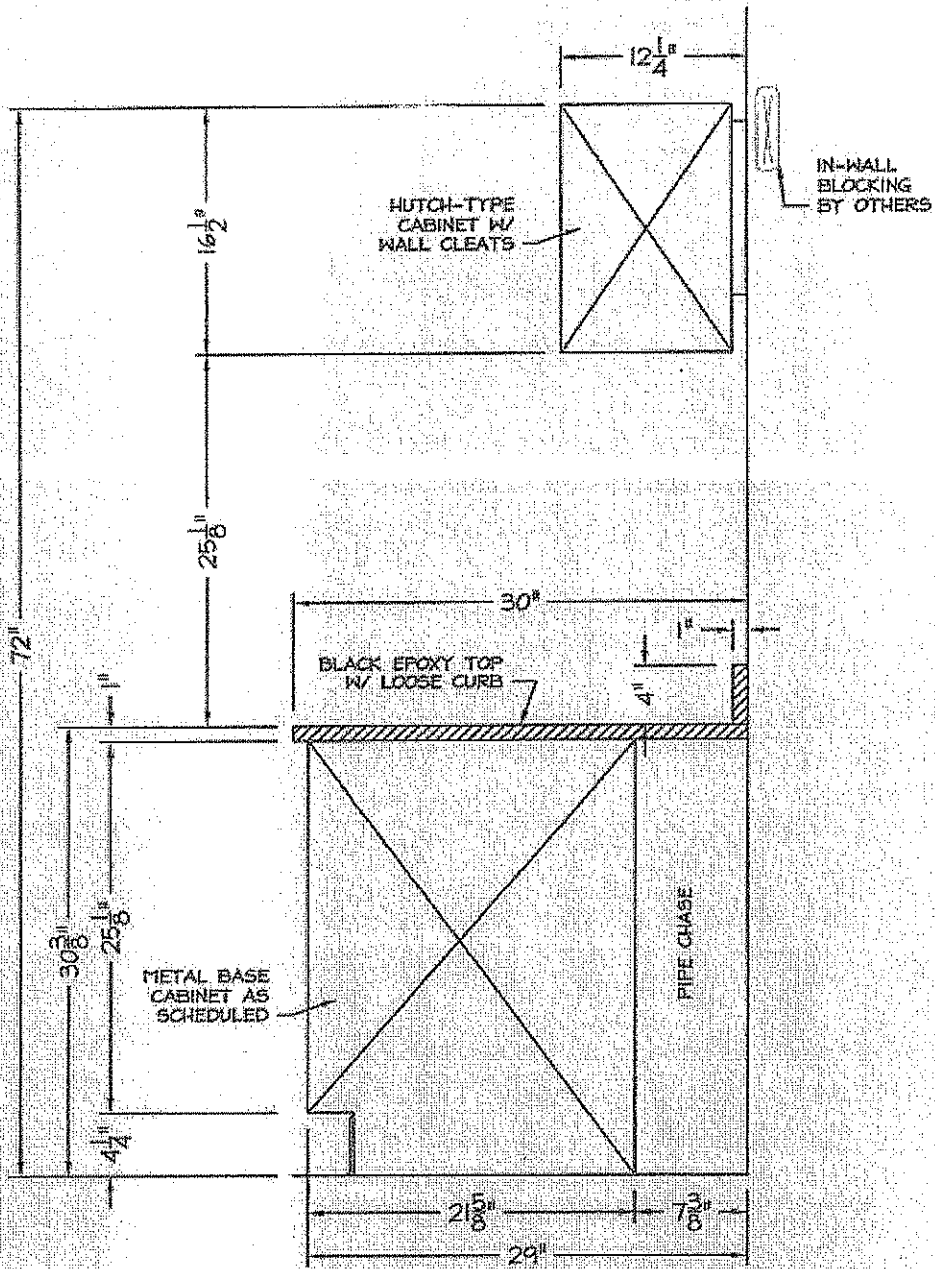 12 1/4"
IN-WALL
BLOCKING
BY OTHERS
HUTCH-TYPE
CABINET W/
WALL CLEATS
16 1/2"
25 1/8"
72"
30"
1"
BLACK EPOXY TOP
W/ LOOSE CURB
4"
1"
30 3/8"
25 1/8"
METAL BASE
CABINET AS
SCHEDULED
PIPE CHASE
4 1/4"
21 5/8"
7 3/8"
29"